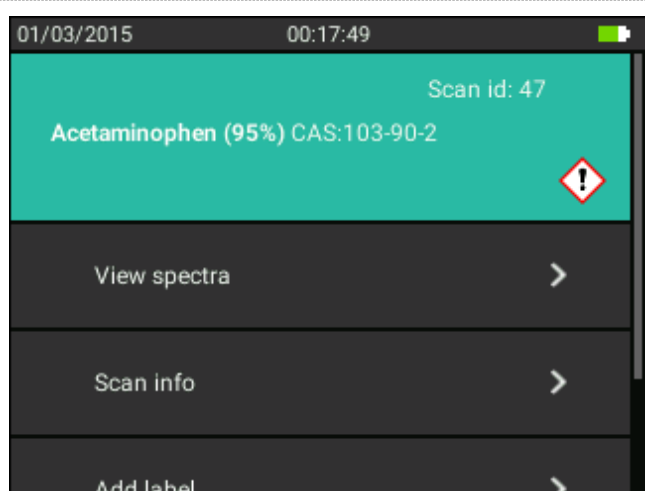 01/03/2015 00:17:49
Scan id: 47
Acetaminophen (95%) CAS:103-90-2
View spectra
Scan info
Add label